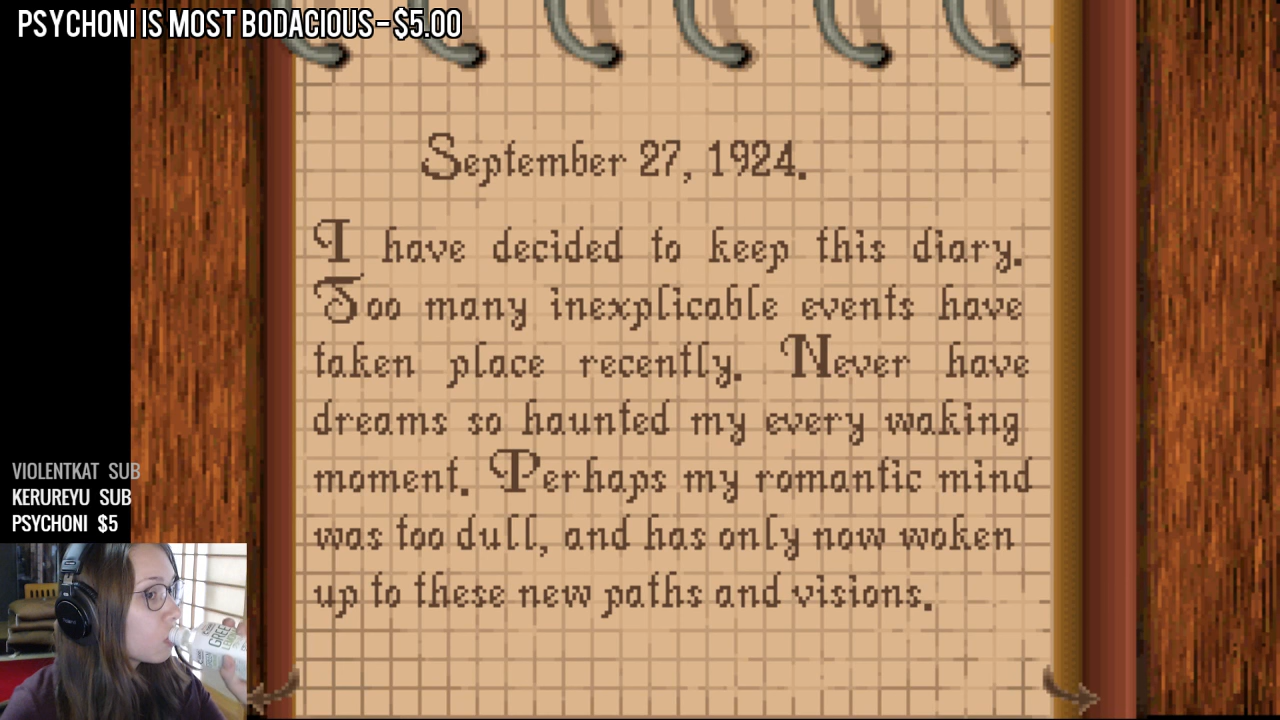 PSYCHONI IS MOST BODACIOUS - $5.00
September 27, 1924.
I have decided to keep this diary.
Too many inexplicable events have
taken place recently. Never have
dreams so haunted my every waking
moment. Perhaps my romantic mind
was too dull, and has only now woken
up to these new paths and visions.
VIOLENTKAT SUB
KERUREYU SUB
PSYCHONI $5
GREE